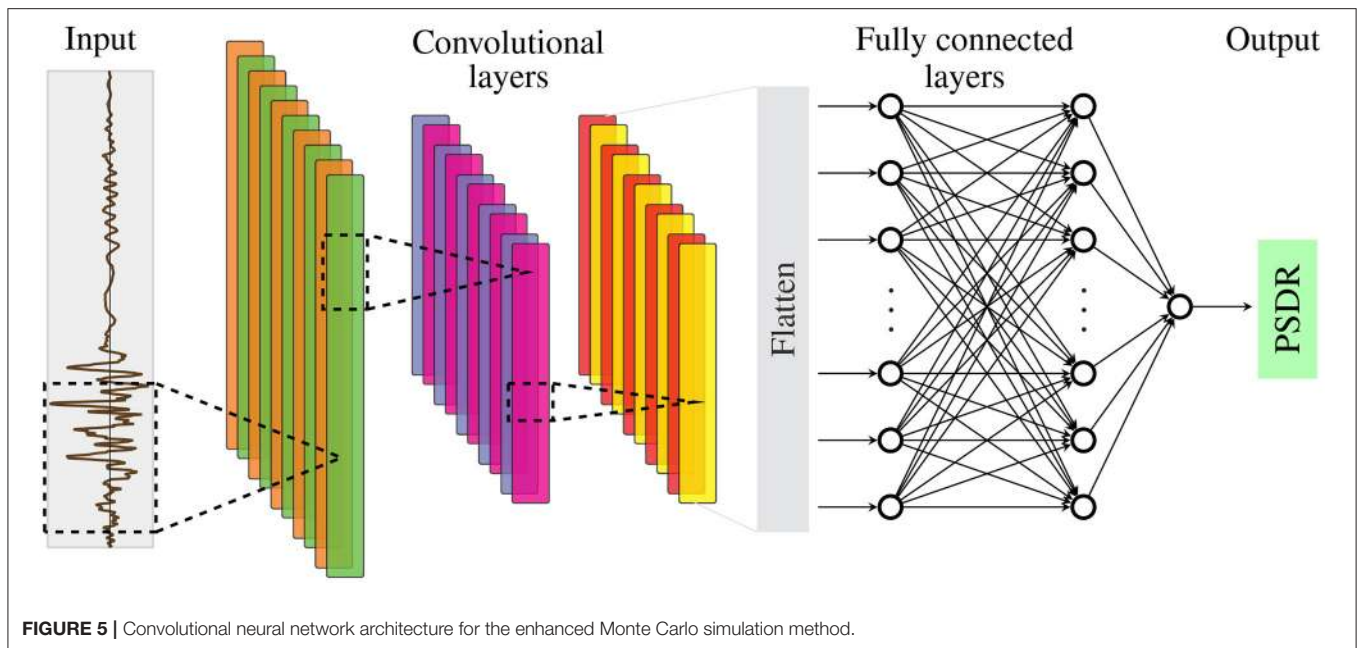 Input
Convolutional
layers
Fully connected
layers
Output
Flatten
PSDR
FIGURE 5 | Convolutional neural network architecture for the enhanced Monte Carlo simulation method.